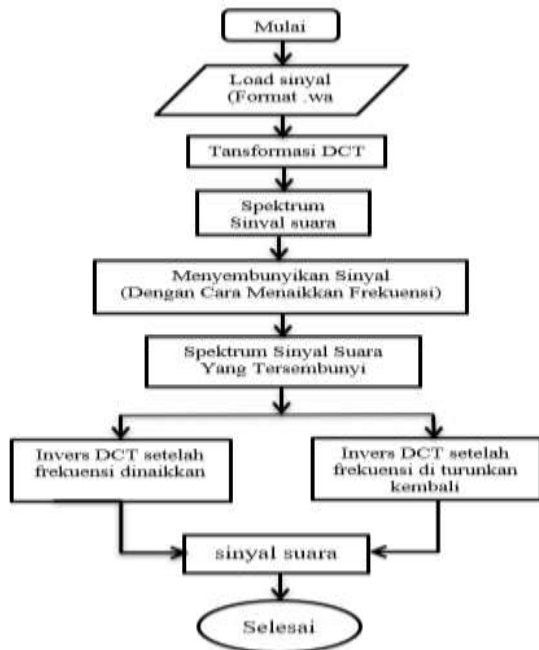 Mulai
Load sinyal
(Format .wa
Tansformasi DCT
Spektrum
Sinyal suara
Menyembunyikan Sinyal
(Dengan Cara Menaikkan Frekuensi)
Spektrum Sinyal Suara
Yang Tersembunyi
Invers DCT setelah
frekuensi dinaikkan
Invers DCT setelah
frekuensi di turunkan
kembali
sinyal suara
Selesai